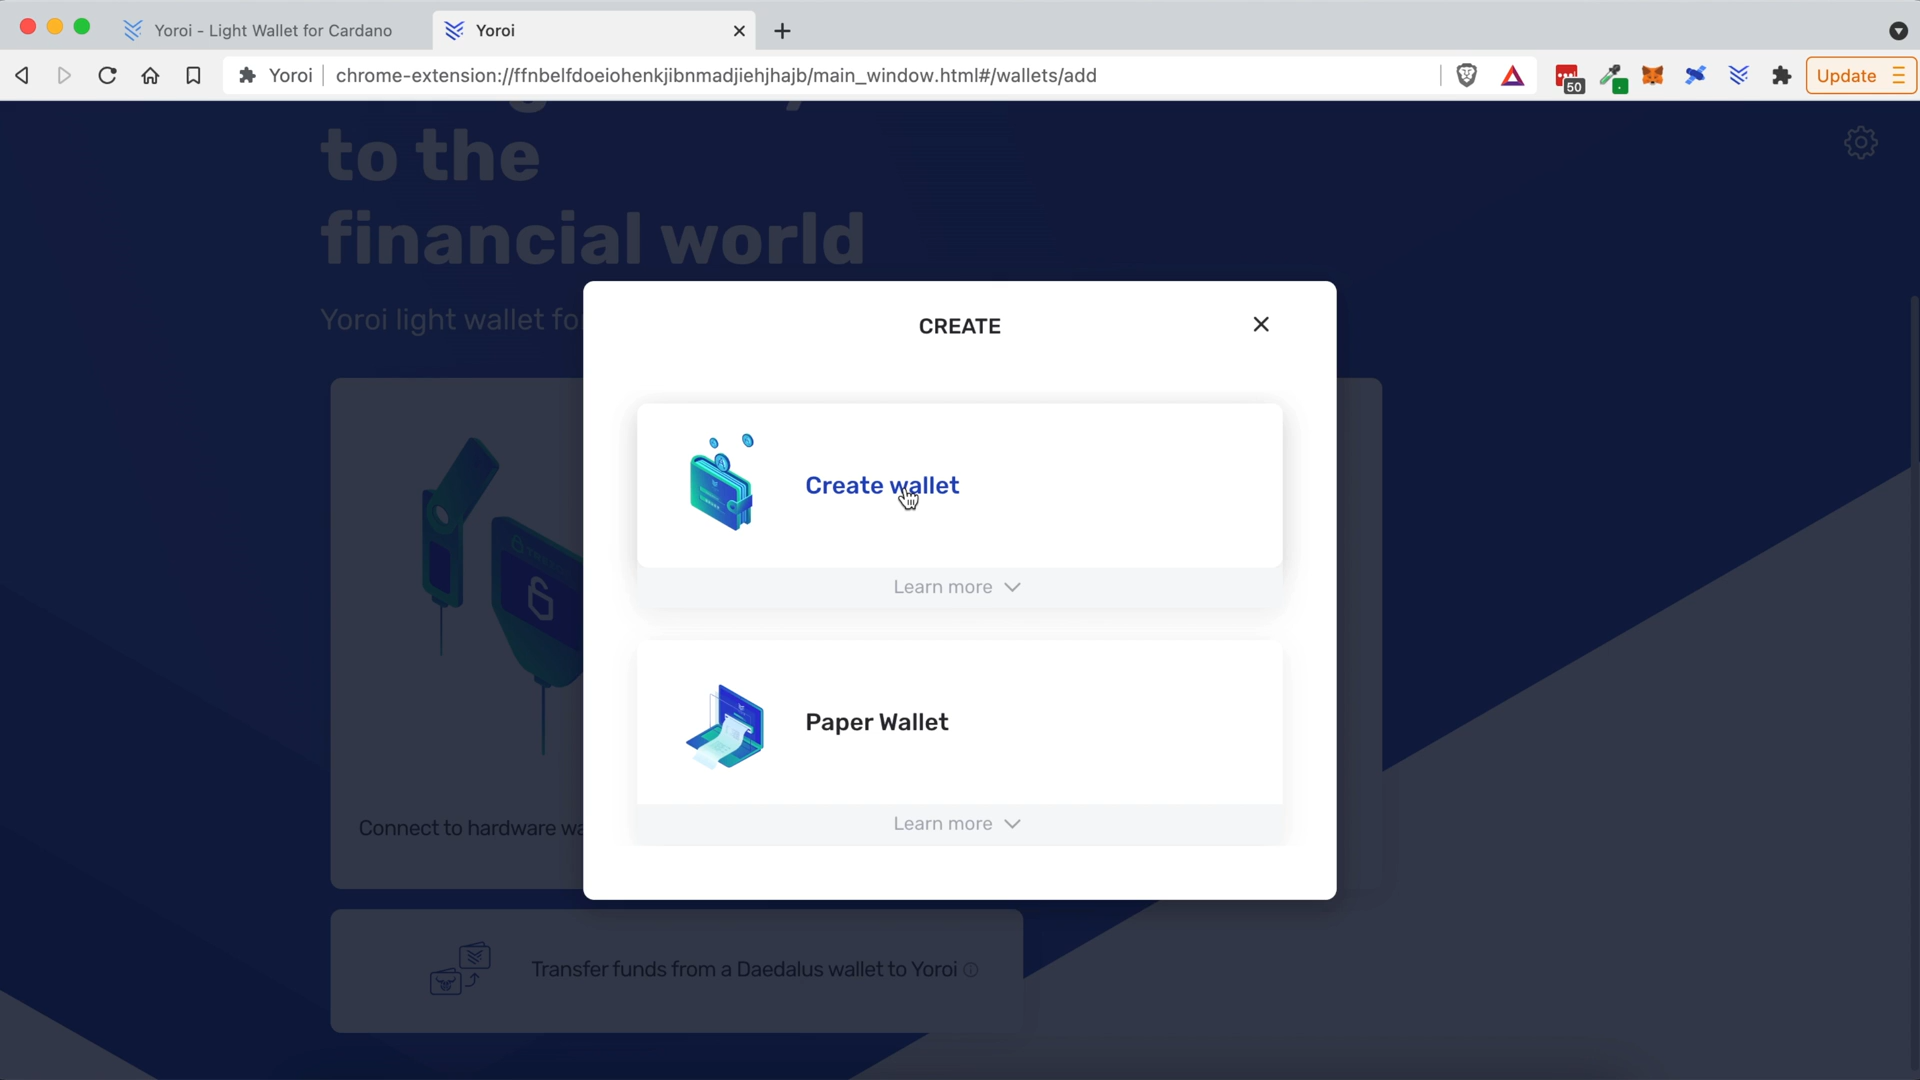 Yoroi - Light Wallet for Cardano
Yoroi
Yoroi
chrome-extension://ffnbelfdoeiohenkjibnmadjiehjhajb/main_window.html#/wallets/add
50
Update
to the
financial world
Yoroi light wallet fo
CREATE
Create wallet
Learn more
Paper Wallet
Learn more
Connect to hardware wa
Transfer funds from a Daedalus wallet to Yoroi